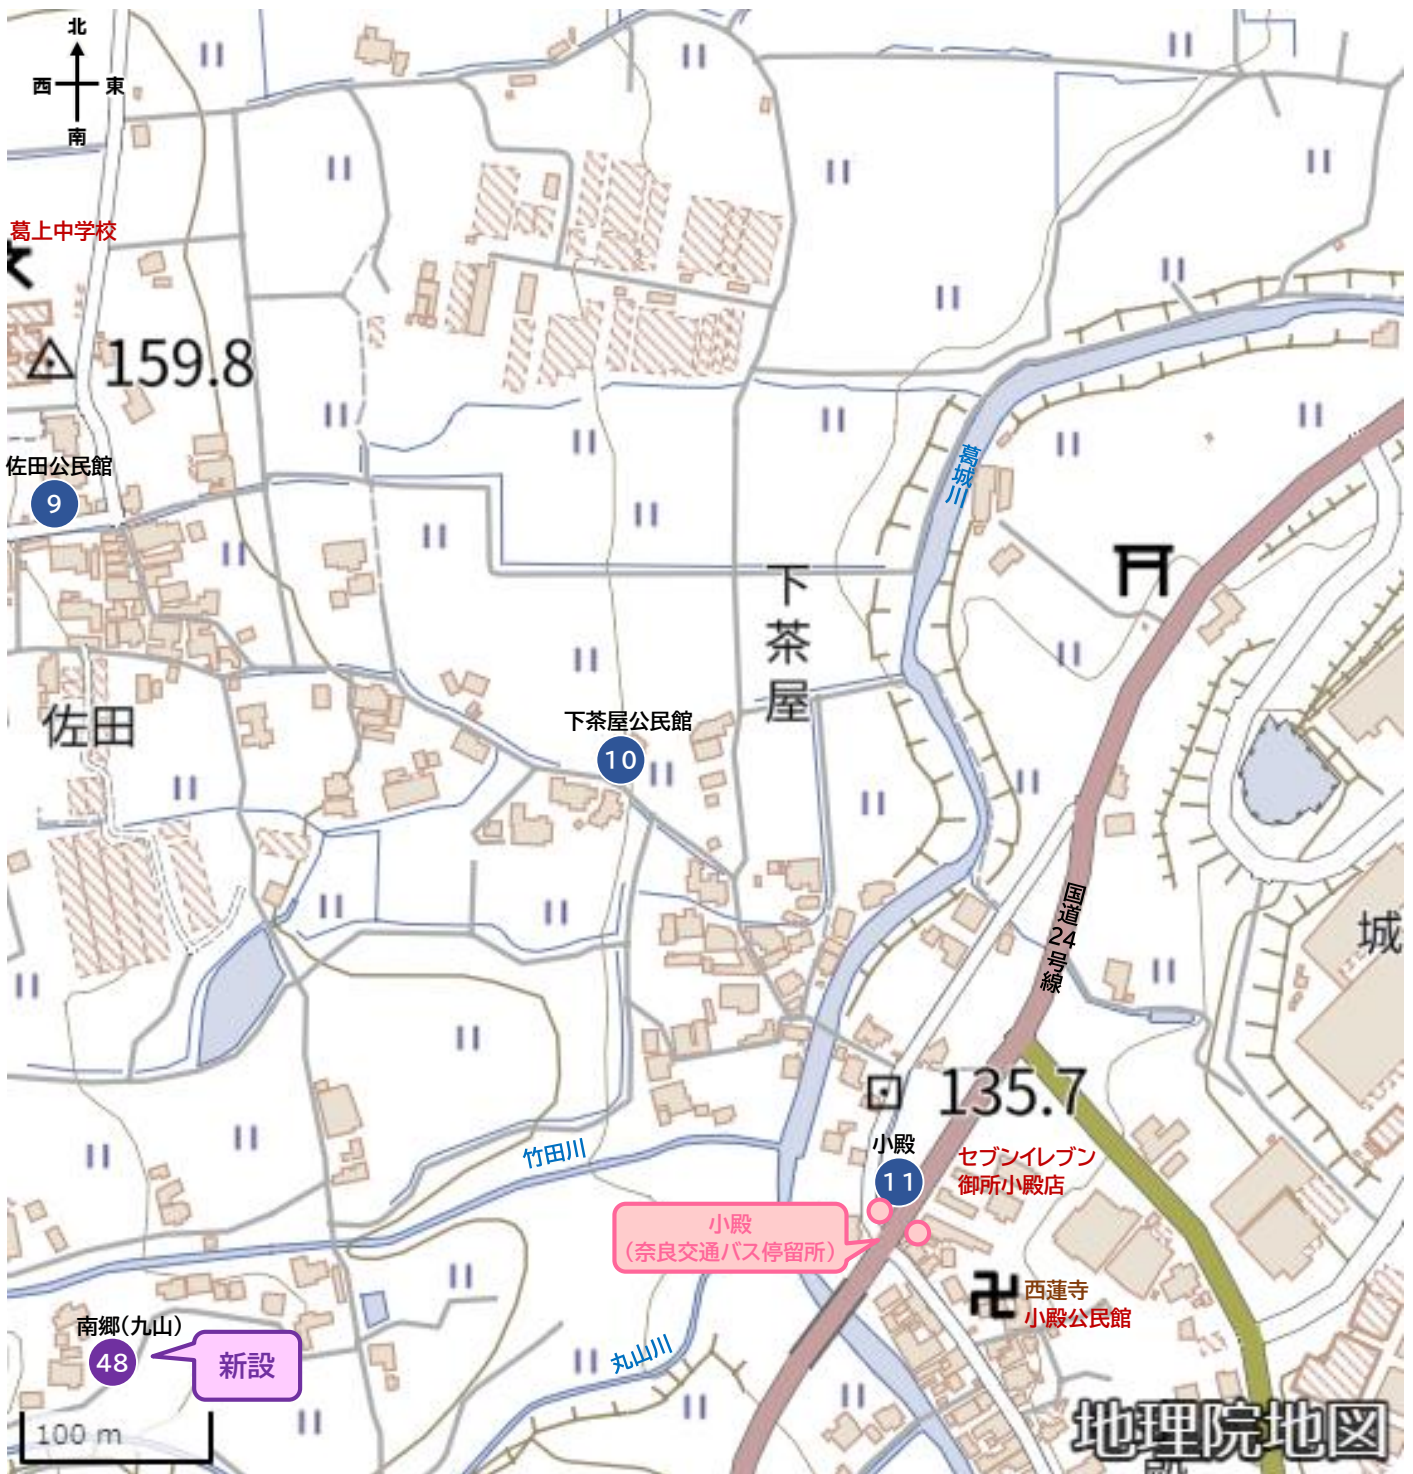 北
西 東
南
葛上中学校
文
159.8
佐田公民館
9
葛城川
下茶屋
佐田
下茶屋公民館
10
国道24号線
城
135.7
小殿
11
セブンイレブン
御所小殿店
竹田川
小殿
（奈良交通バス停留所）
西蓮寺
小殿公民館
南郷（九山）
48
新設
丸山川
100 m
地理院地図